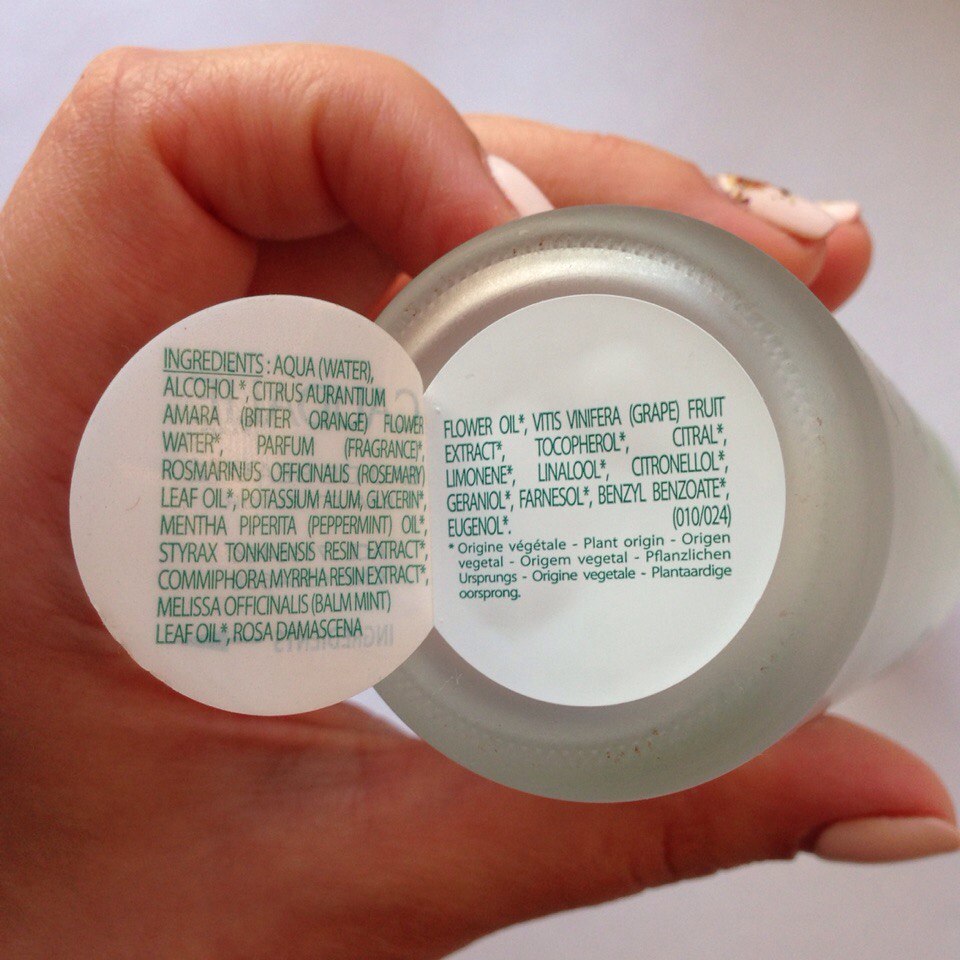 INGREDIENTS : AQUA (WATER),
ALCOHOL*, CITRUS AURANTIUM
AMARA (BITTER ORANGE) FLOWER
WATER*, PARFUM (FRAGRANCE)*,
ROSMARINUS OFFICINALIS (ROSEMARY)
LEAF OIL*, POTASSIUM ALUM, GLYCERIN*,
MENTHA PIPERITA (PEPPERMINT) OIL*,
STYRAX TONKINENSIS RESIN EXTRACT*,
COMMIPHORA MYRRHA RESIN EXTRACT*,
MELISSA OFFICINALIS (BALM MINT)
LEAF OIL*, ROSA DAMASCENA
FLOWER OIL*, VITIS VINIFERA (GRAPE) FRUIT
EXTRACT*, TOCOPHEROL*, CITRAL*,
LIMONENE*, LINALOOL*, CITRONELLOL*,
GERANIOL*, FARNESOL*, BENZYL BENZOATE*,
EUGENOL*. (010/024)
* Origine végétale - Plant origin - Origen
vegetal - Origem vegetal - Pflanzlichen
Ursprungs - Origine vegetale - Plantaardige
oorsprong.
INGREDIENTS